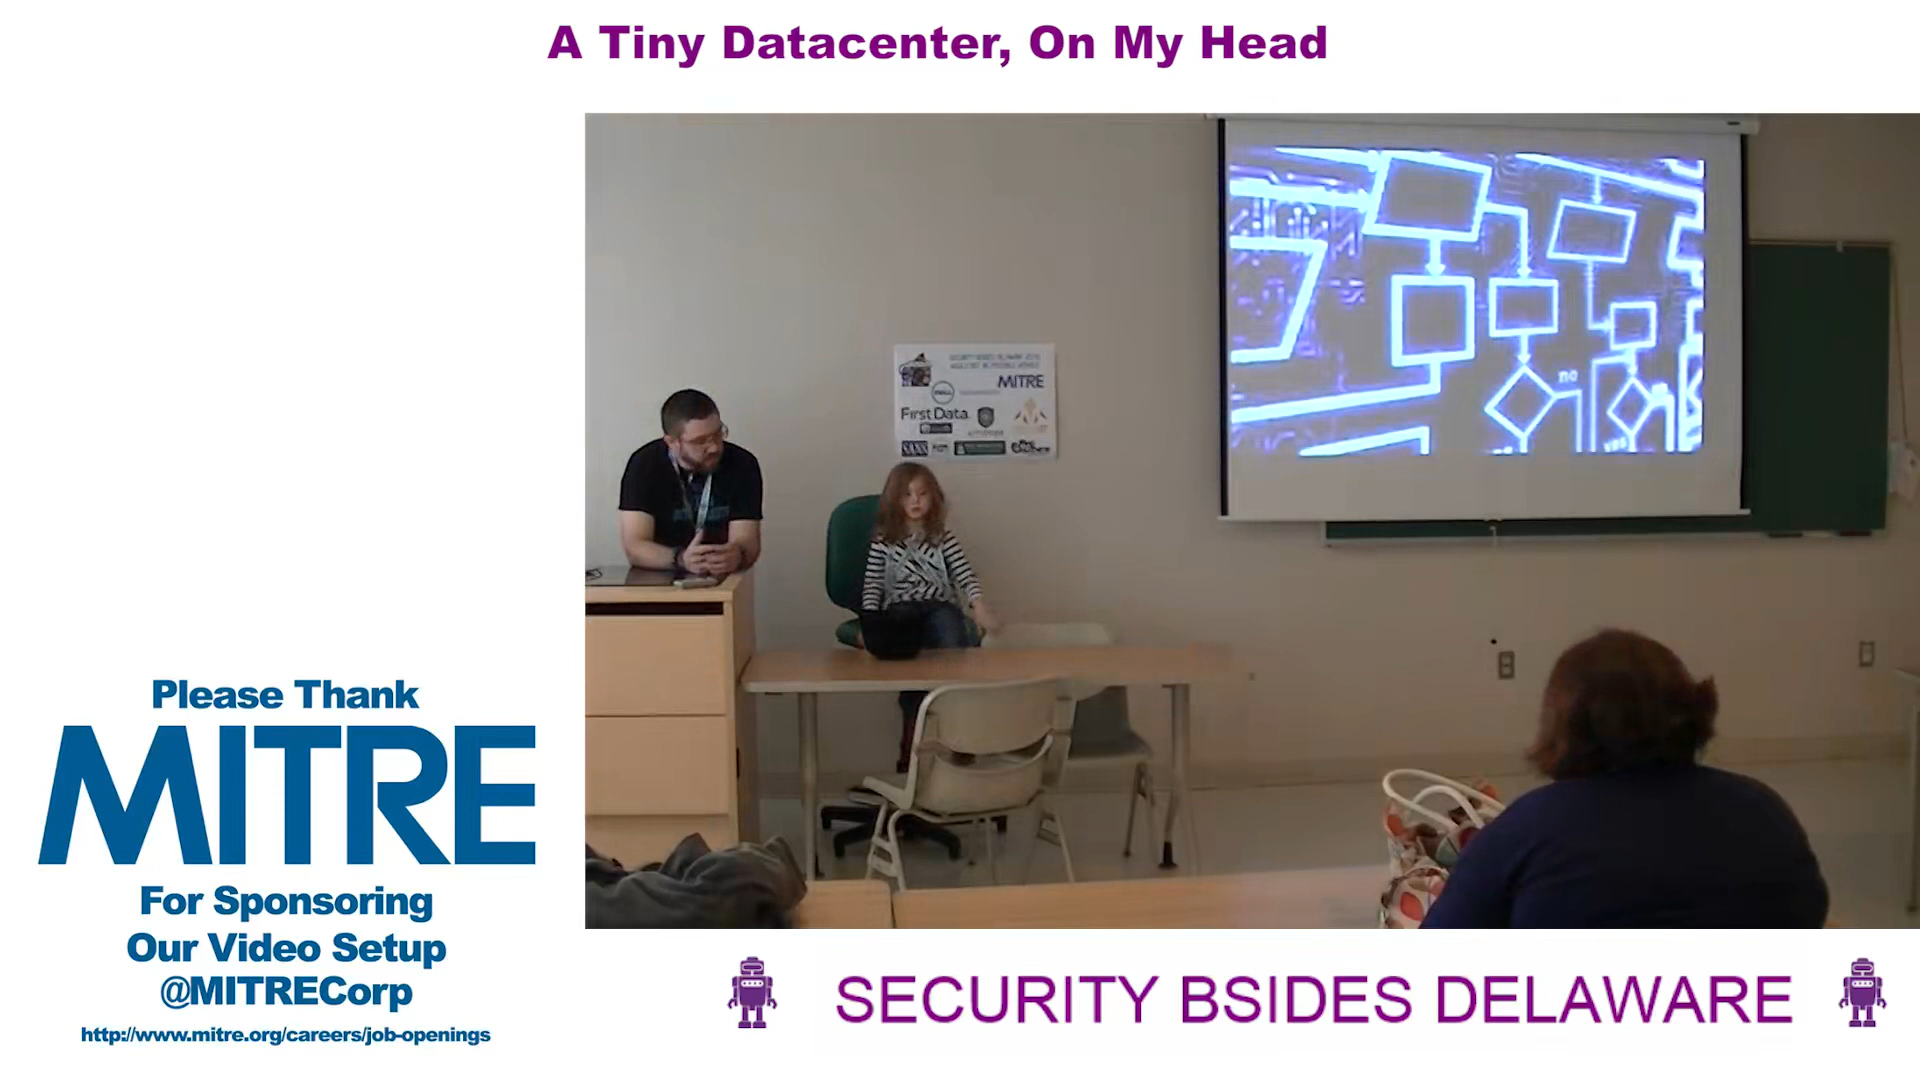 A Tiny Datacenter, On My Head
MITRE
First Data
no
Please Thank
MITRE
For Sponsoring
Our Video Setup
@MITRECorp
http://www.mitre.org/careers/job-openings
SECURITY BSIDES DELAWARE